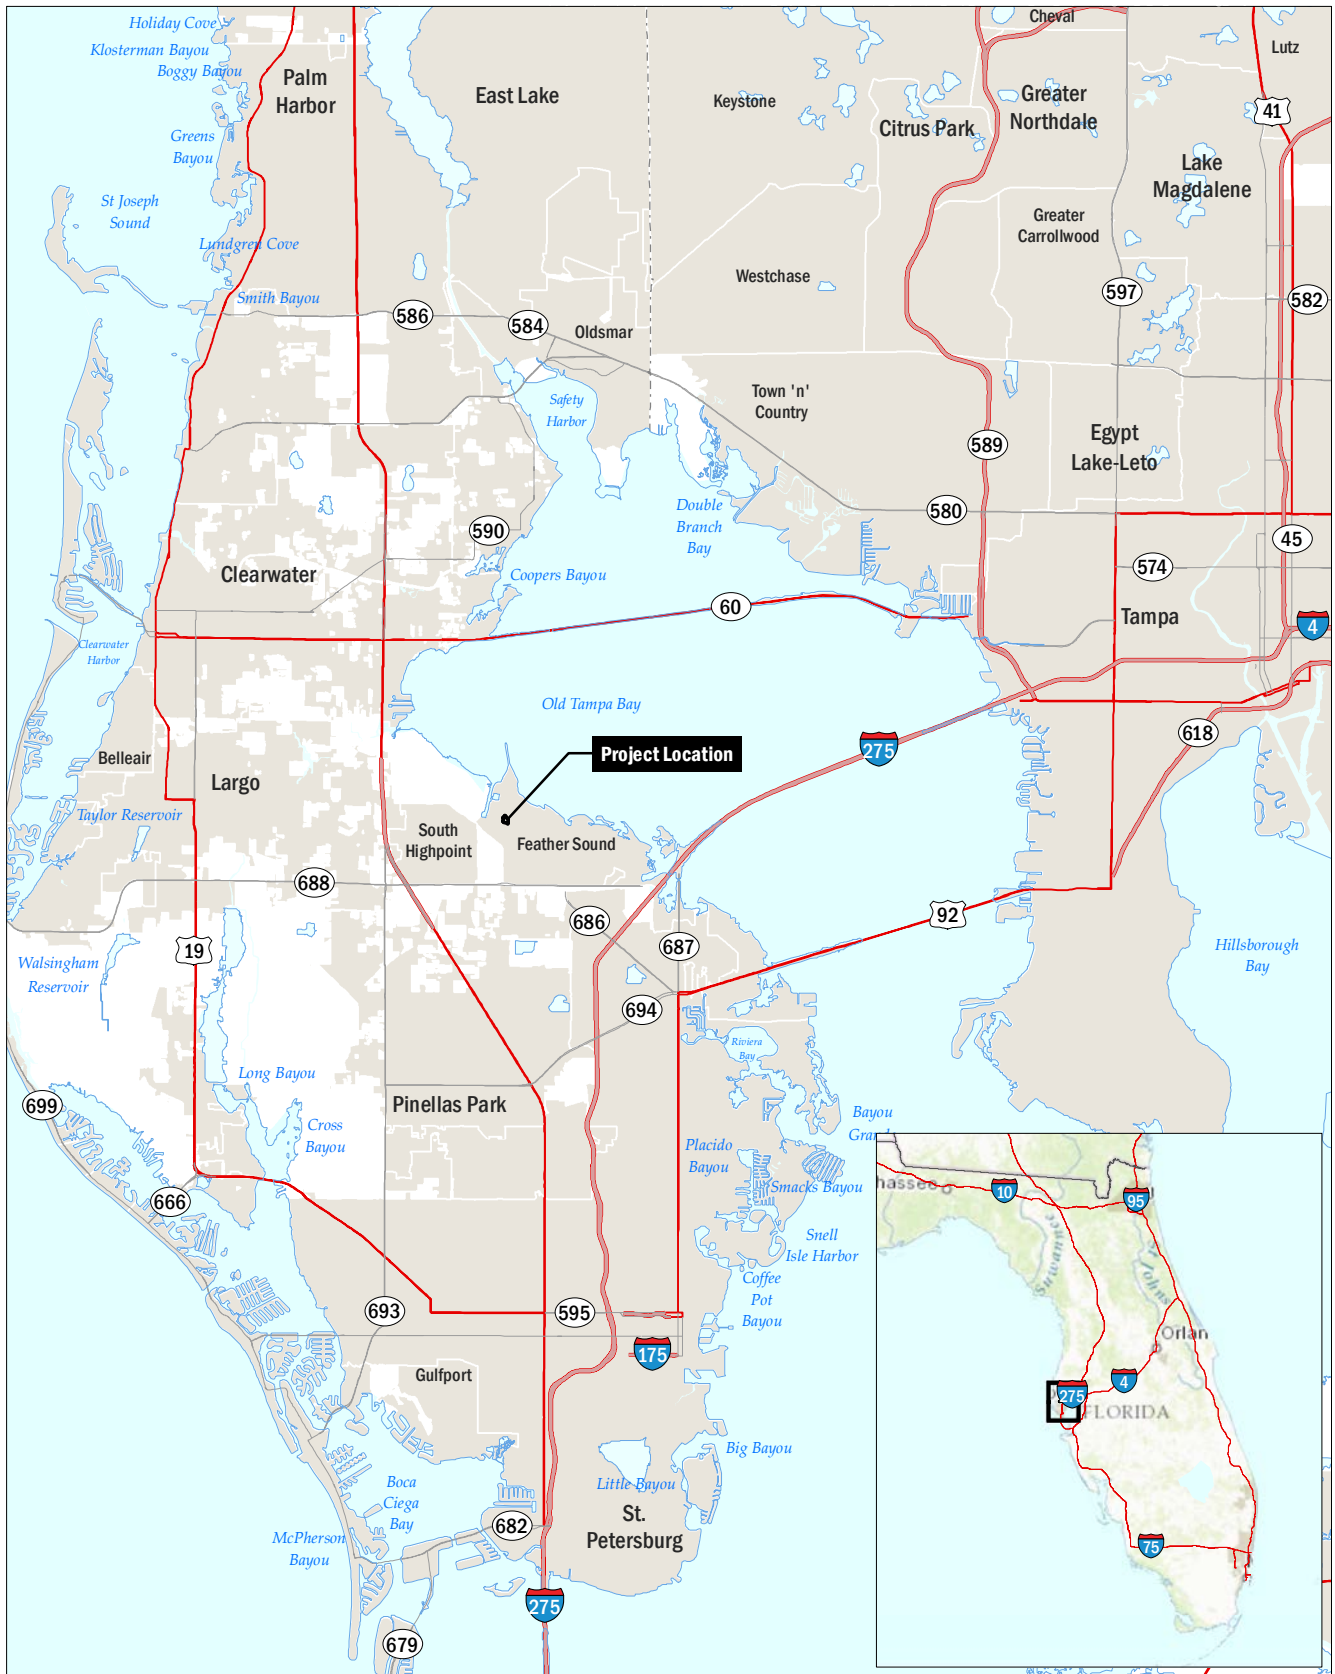 Holiday Cove
Klosterman Bayou
Boggy Bayou
Palm
Harbor
East Lake
Keystone
Cheval
Lutz
41
Greater
Northdale
Citrus Park
Lake
Magdalene
Greens
Bayou
St Joseph
Sound
Lundgren Cove
Greater
Carrollwood
Westchase
597
582
Smith Bayou
586
584
Oldsmar
Safety
Harbor
Town 'n'
Country
589
Egypt
Lake-Leto
Double
Branch
Bay
580
590
45
574
Clearwater
Coopers Bayou
60
Tampa
4
Clearwater
Harbor
Old Tampa Bay
Project Location
275
618
Belleair
Largo
Taylor Reservoir
South
Highpoint
Feather Sound
688
686
687
92
19
Walsingham
Reservoir
Hillsborough
Bay
694
Riviera
Bay
Long Bayou
699
Pinellas Park
Cross
Bayou
Bayou
Placido
Bayou
Smacks Bayou
666
Snell
Isle Harbor
Coffee
Pot
Bayou
693
595
175
Gulfport
Big Bayou
Little Bayou
Boca
Ciega
Bay
St.
Petersburg
682
McPherson
Bayou
275
679
hassee
10
95
Suwannee
St Johns
Orlan
4
275
FLORIDA
75